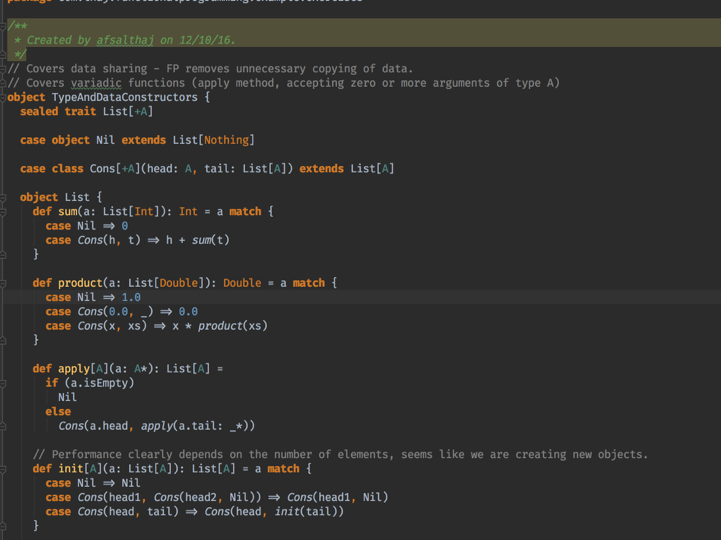 /**
* Created by afsalthaj on 12/10/16.
*/
// Covers data sharing - FP removes unnecessary copying of data.
// Covers variadic functions (apply method, accepting zero or more arguments of type A)
object TypeAndDataConstructors {
sealed trait List[+A]
case object Nil extends List[Nothing]
case class Cons[+A](head: A, tail: List[A]) extends List[A]
object List {
def sum(a: List[Int]): Int = a match {
case Nil ⇒ 0
case Cons(h, t) ⇒ h + sum(t)
}
def product(a: List[Double]): Double = a match {
case Nil ⇒ 1.0
case Cons(0.0, _) ⇒ 0.0
case Cons(x, xs) ⇒ x * product(xs)
}
def apply[A](a: A*): List[A] =
if (a.isEmpty)
Nil
else
Cons(a.head, apply(a.tail: _*))
// Performance clearly depends on the number of elements, seems like we are creating new objects.
def init[A](a: List[A]): List[A] = a match {
case Nil ⇒ Nil
case Cons(head1, Cons(head2, Nil)) ⇒ Cons(head1, Nil)
case Cons(head, tail) ⇒ Cons(head, init(tail))
}